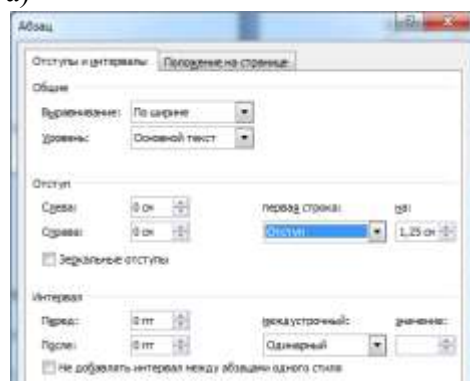 а)
Абзац
Отступы и интервалы Положение на странице
Общие
Выравнивание: По ширине
Уровень: Основной текст
Отступ
Слева: 0 см первая строка: на:
Справа: 0 см Отступ 1,25 см
Зеркальные отступы
Интервал
Перед: 0 пт междустрочный: значение:
После: 0 пт Одинарный
Не добавлять интервал между абзацами одного стиля